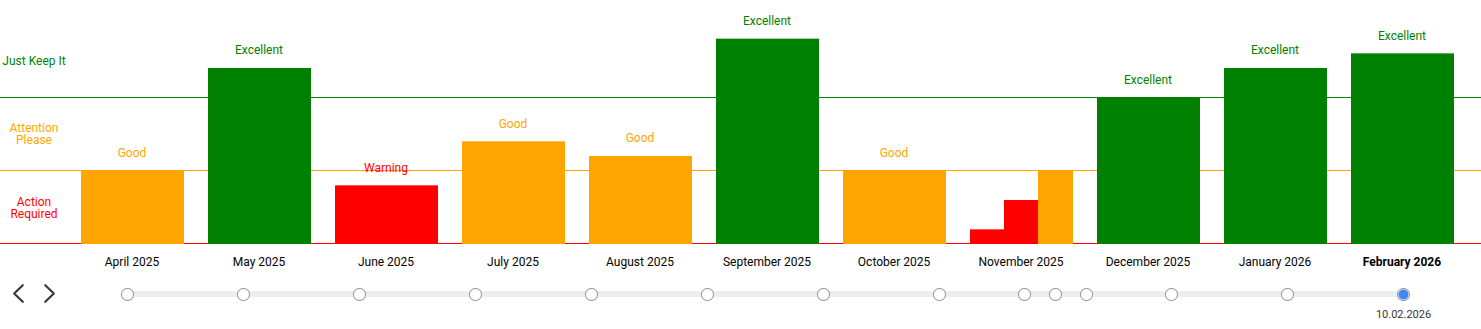 Excellent
Excellent
Excellent
Excellent
Just Keep It
Excellent
Attention
Please
Good
Good
Good
Good
Warning
Action
Required
April 2025
May 2025
June 2025
July 2025
August 2025
September 2025
October 2025
November 2025
December 2025
January 2026
February 2026
10.02.2026